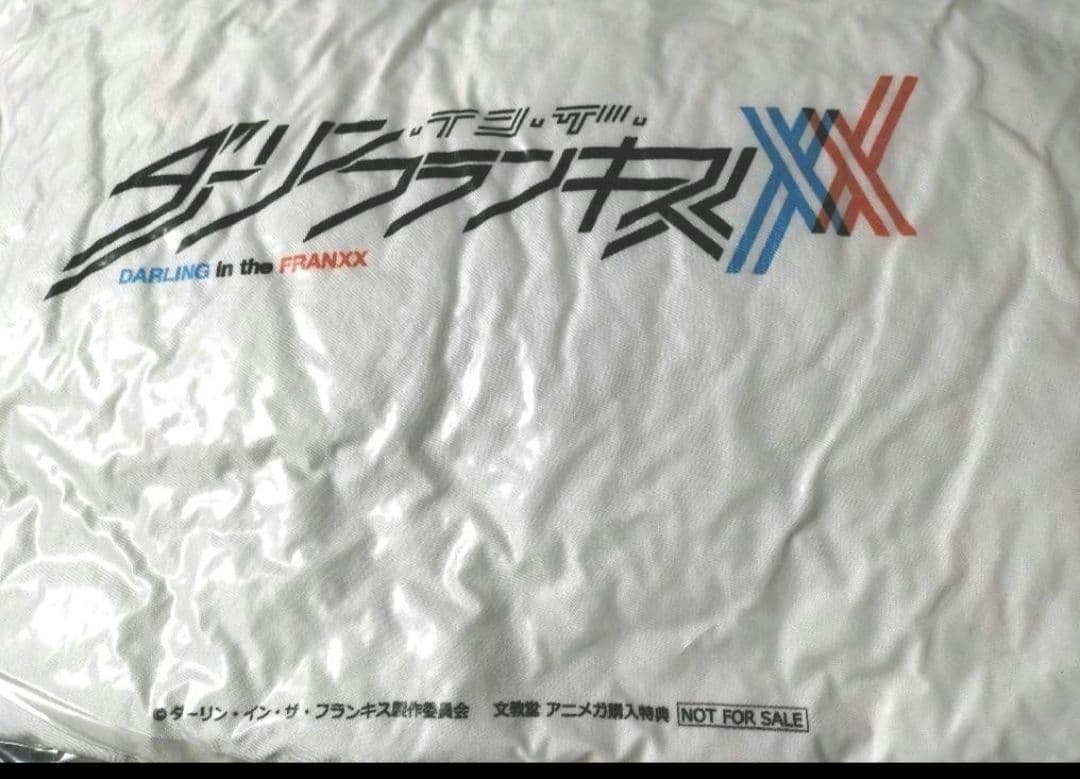 ダーリン・イン・ザ・フランキス XX
DARLING in the FRANXX
©ダーリン・イン・ザ・フランキス製作委員会 文教堂 アニメガ購入特典 NOT FOR SALE